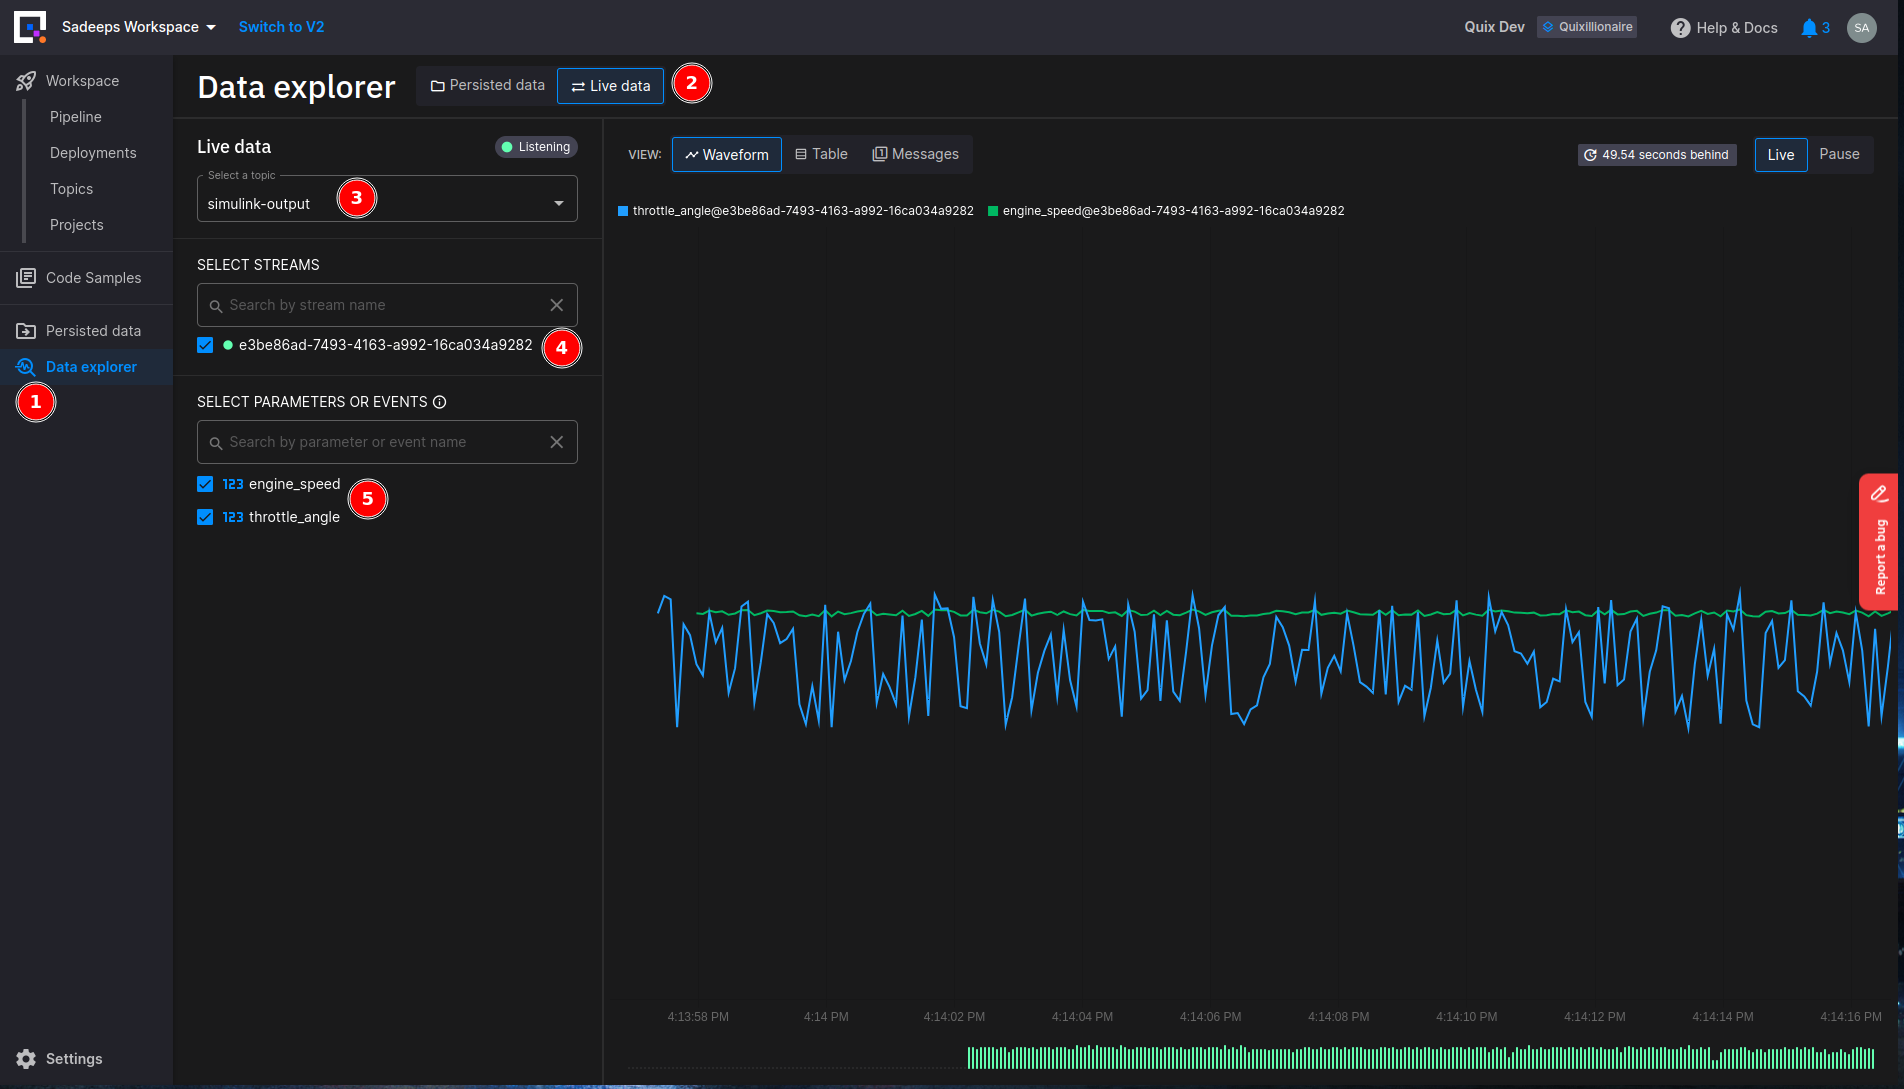 Sadeeps Workspace
Switch to V2
Quix Dev
Quixillionaire
Help & Docs
3
SA
Workspace
Pipeline
Deployments
Topics
Projects
Code Samples
Persisted data
Data explorer
1
Settings
Data explorer
Persisted data
Live data
2
Live data
Listening
Select a topic
simulink-output
3
SELECT STREAMS
Search by stream name
e3be86ad-7493-4163-a992-16ca034a9282
4
SELECT PARAMETERS OR EVENTS
Search by parameter or event name
123 engine_speed
5
123 throttle_angle
VIEW:
Waveform
Table
Messages
49.54 seconds behind
Live
Pause
throttle_angle@e3be86ad-7493-4163-a992-16ca034a9282
engine_speed@e3be86ad-7493-4163-a992-16ca034a9282
Report a bug
4:13:58 PM
4:14 PM
4:14:02 PM
4:14:04 PM
4:14:06 PM
4:14:08 PM
4:14:10 PM
4:14:12 PM
4:14:14 PM
4:14:16 PM